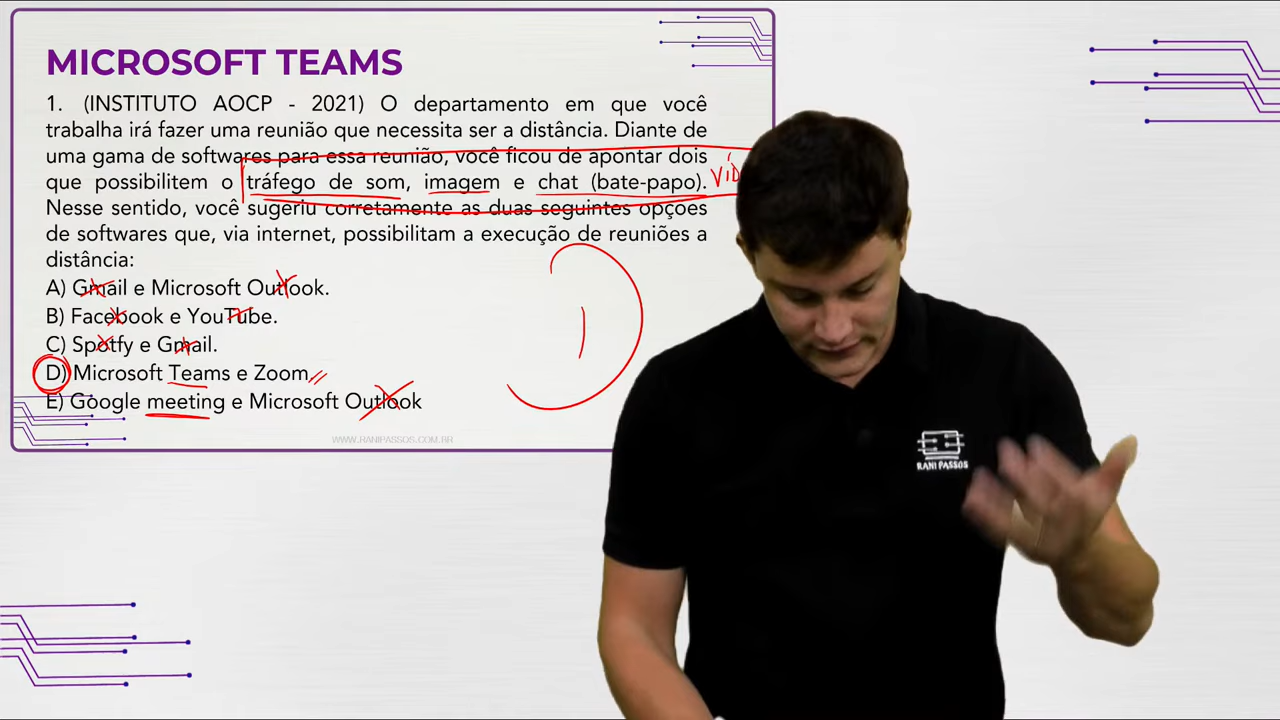 MICROSOFT TEAMS
1. (INSTITUTO AOCP - 2021) O departamento em que você
trabalha irá fazer uma reunião que necessita ser a distância. Diante de
uma gama de softwares para essa reunião, você ficou de apontar dois
que possibilitem o tráfego de som, imagem e chat (bate-papo).
VíD
Nesse sentido, você sugeriu corretamente as duas seguintes opções
de softwares que, via internet, possibilitam a execução de reuniões a
distância:
A) Gmail e Microsoft Outlook.
B) Facebook e YouTube.
C) Spotfy e Gmail.
D) Microsoft Teams e Zoom
E) Google meeting e Microsoft Outlook
WWW.RANIPASSOS.COM.BR
RANI PASSOS